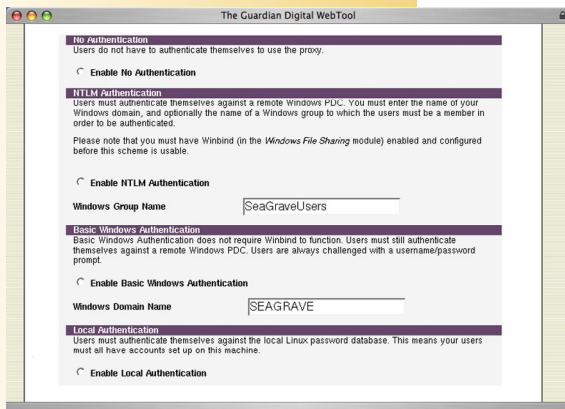 The Guardian Digital WebTool
No Authentication
Users do not have to authenticate themselves to use the proxy.
Enable No Authentication
NTLM Authentication
Users must authenticate themselves against a remote Windows PDC. You must enter the name of your
Windows domain, and optionally the name of a Windows group to which the users must be a member in
order to be authenticated.
Please note that you must have Winbind (in the Windows File Sharing module) enabled and configured
before this scheme is usable.
Enable NTLM Authentication
Windows Group Name SeaGraveUsers
Basic Windows Authentication
Basic Windows Authentication does not require Winbind to function. Users must still authenticate
themselves against a remote Windows PDC. Users are always challenged with a username/password
prompt.
Enable Basic Windows Authentication
Windows Domain Name SEAGRAVE
Local Authentication
Users must authenticate themselves against the local Linux password database. This means your users
must all have accounts set up on this machine.
Enable Local Authentication